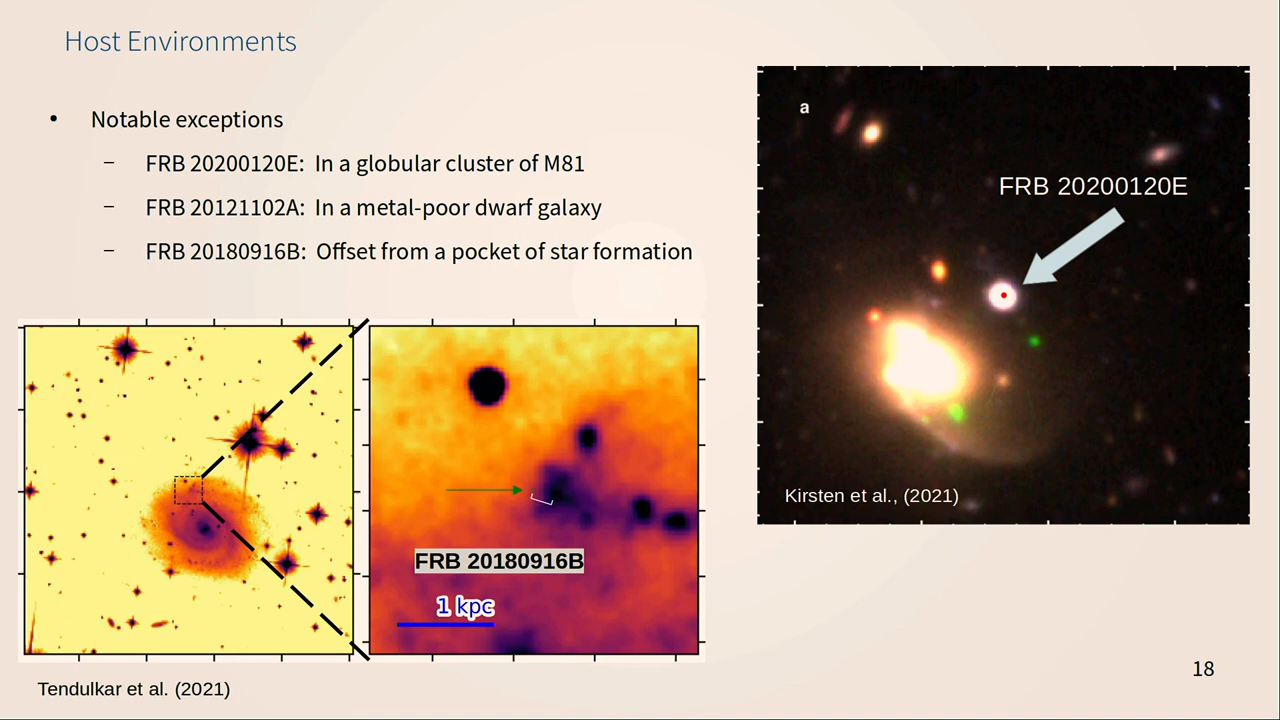 Host Environments
• Notable exceptions
– FRB 20200120E: In a globular cluster of M81
– FRB 20121102A: In a metal-poor dwarf galaxy
– FRB 20180916B: Offset from a pocket of star formation
a
FRB 20200120E
Kirsten et al., (2021)
FRB 20180916B
1 kpc
Tendulkar et al. (2021)
18